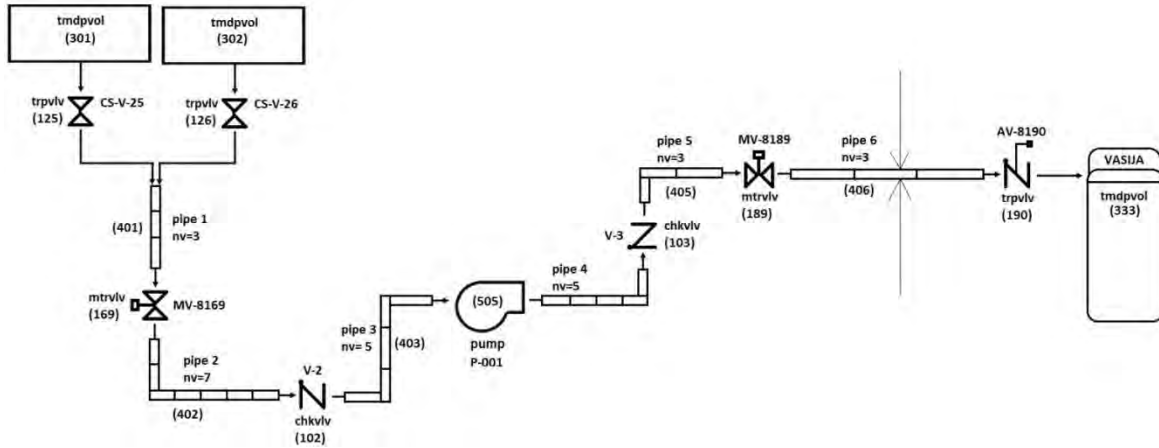 tmdpvol
(301)
tmdpvol
(302)
trpvlv
(125)
CS-V-25
trpvlv
(126)
CS-V-26
(401)
pipe 1
nv=3
mtrvlv
(169)
MV-8169
pipe 2
nv=7
(402)
V-2
chkvlv
(102)
pipe 3
nv= 5
(403)
(505)
pump
P-001
pipe 4
nv=5
V-3
chkvlv
(103)
pipe 5
nv=3
(405)
MV-8189
mtrvlv
(189)
pipe 6
nv=3
(406)
AV-8190
trpvlv
(190)
VASIJA
tmdpvol
(333)